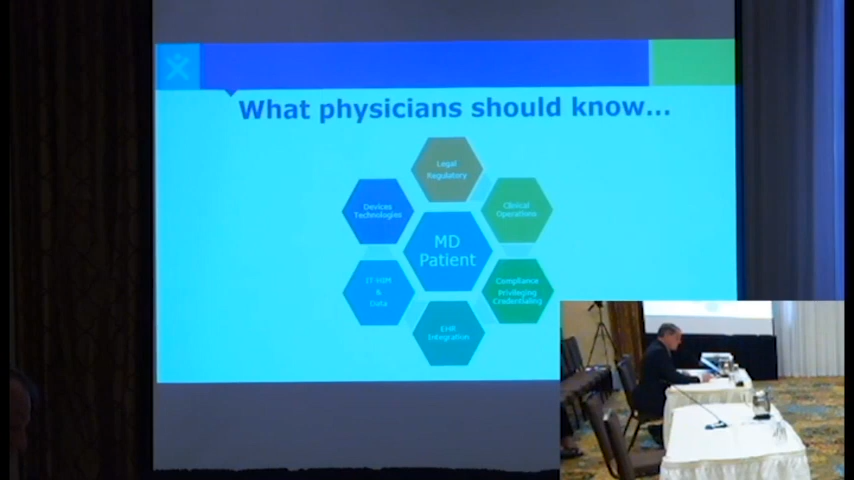 What physicians should know...
Legal
Regulatory
Devices
Technologies
Clinical
Operations
MD
Patient
IT-HIM
&
Data
Compliance
Privileging
Credentialing
EHR
Integration